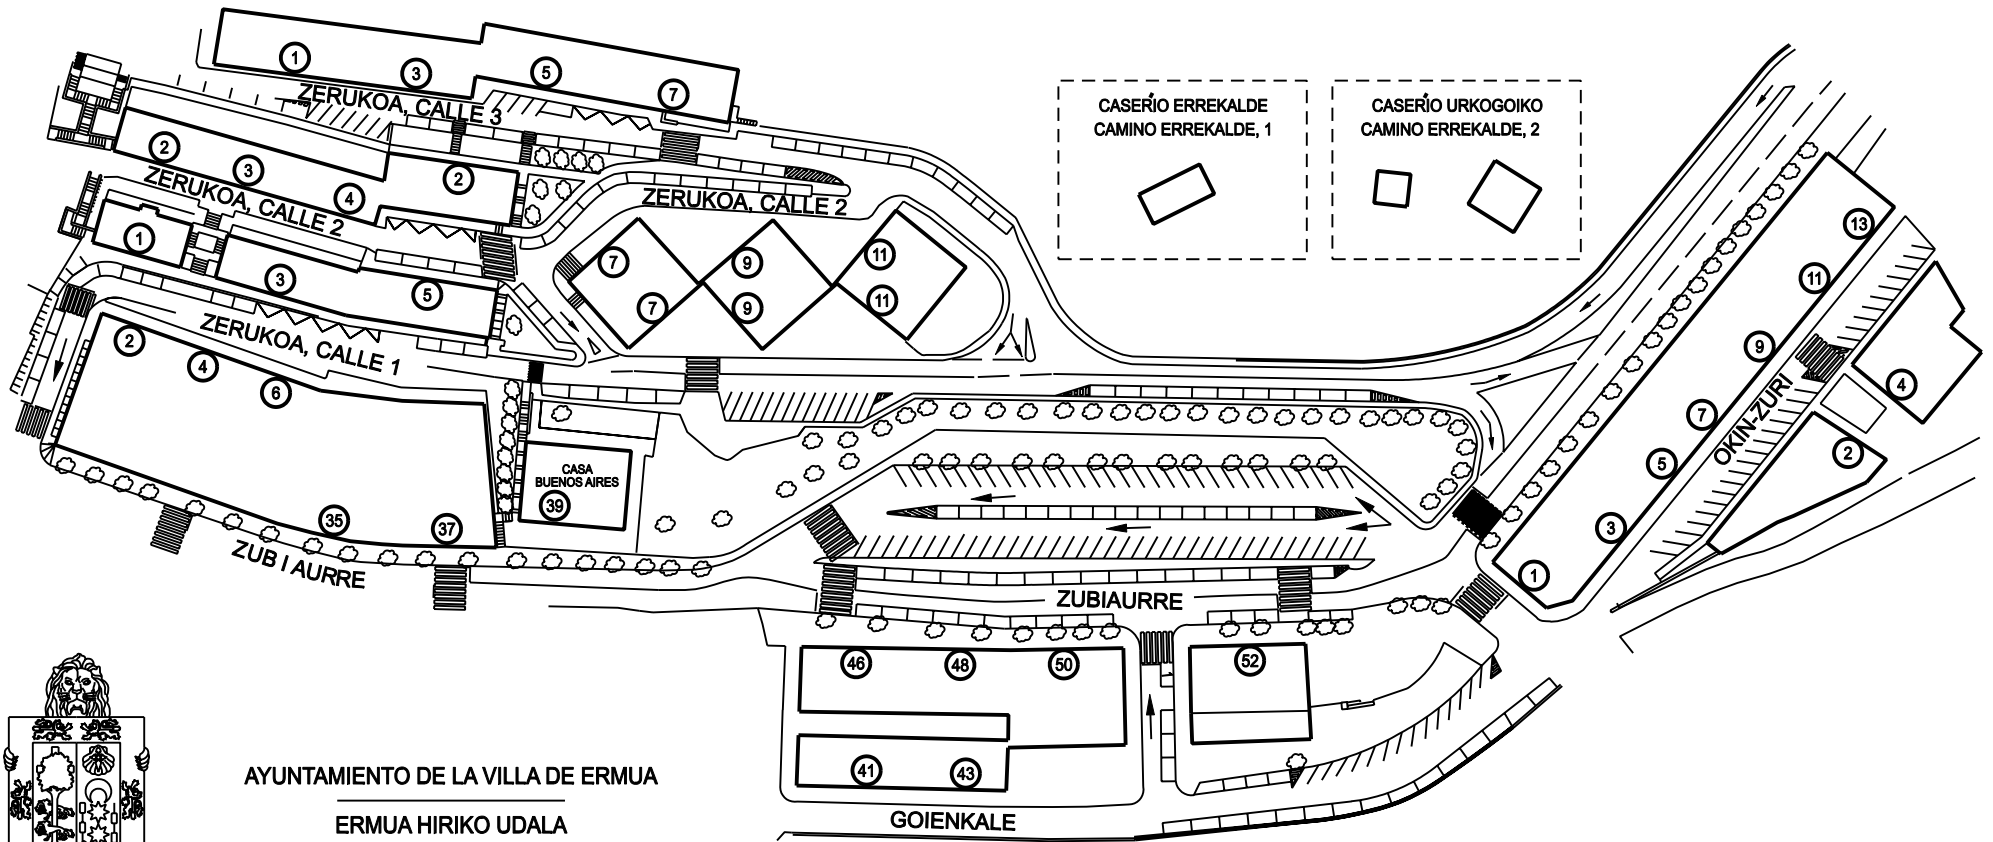 1
3
5
7
ZERUKOA, CALLE 3
2
3
4
2
ZERUKOA, CALLE 2
ZERUKOA, CALLE 2
1
3
5
7
7
9
9
11
11
ZERUKOA, CALLE 1
2
4
6
35
37
CASA
BUENOS AIRES
39
ZUB I AURRE
CASERÍO ERREKALDE
CAMINO ERREKALDE, 1
CASERÍO URKOGOIKO
CAMINO ERREKALDE, 2
13
11
9
7
5
3
1
OKIN-ZURI
4
2
ZUBIAURRE
46
48
50
52
41
43
GOIENKALE
AYUNTAMIENTO DE LA VILLA DE ERMUA
ERMUA HIRIKO UDALA